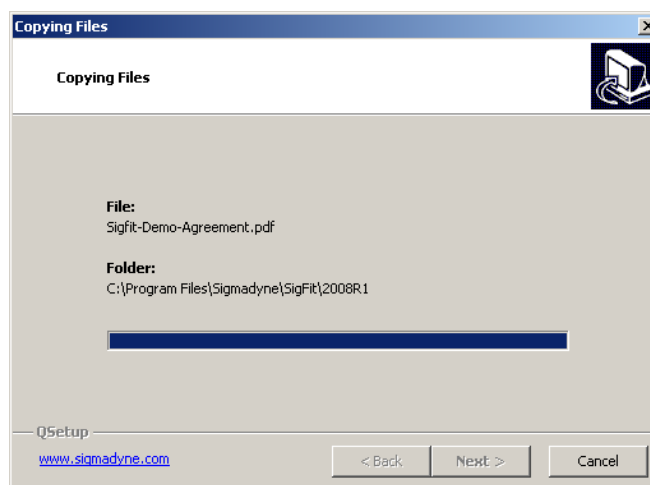 Copying Files
Copying Files
File:
Sigfit-Demo-Agreement.pdf
Folder:
C:\Program Files\Sigmadyne\SigFit\2008R1
QSetup
www.sigmadyne.com
< Back Next > Cancel